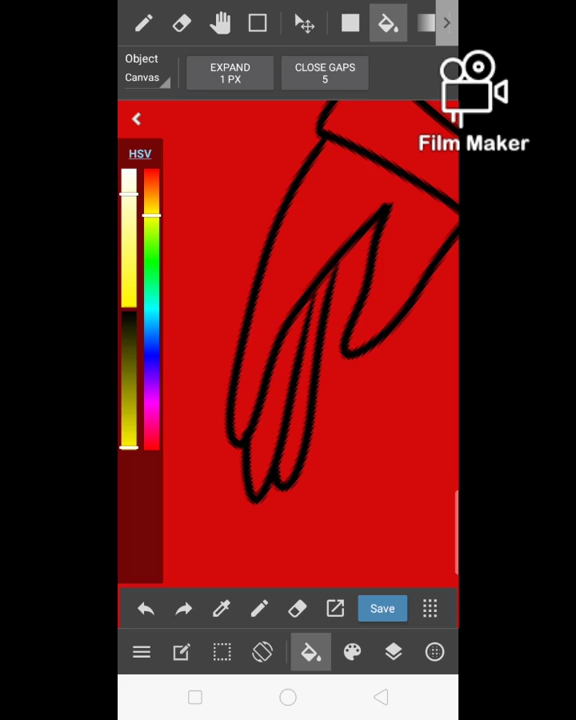 Object
Canvas
EXPAND
1 PX
CLOSE GAPS
5
HSV
Film Maker
Save